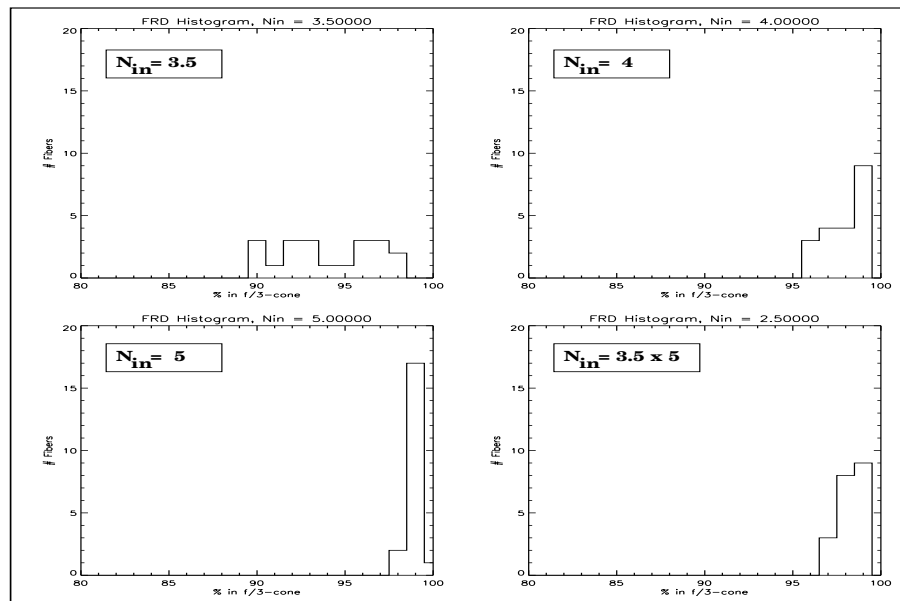 FRD Histogram, Nin = 3.50000
20
15
10
5
0
# Fibers
N_in= 3.5
80 85 90 95 100
% in f/3-cone
FRD Histogram, Nin = 4.00000
20
15
10
5
0
# Fibers
N_in= 4
80 85 90 95 100
% in f/3-cone
FRD Histogram, Nin = 5.00000
20
15
10
5
0
# Fibers
N_in= 5
80 85 90 95 100
% in f/3-cone
FRD Histogram, Nin = 2.50000
20
15
10
5
0
# Fibers
N_in= 3.5 x 5
80 85 90 95 100
% in f/3-cone